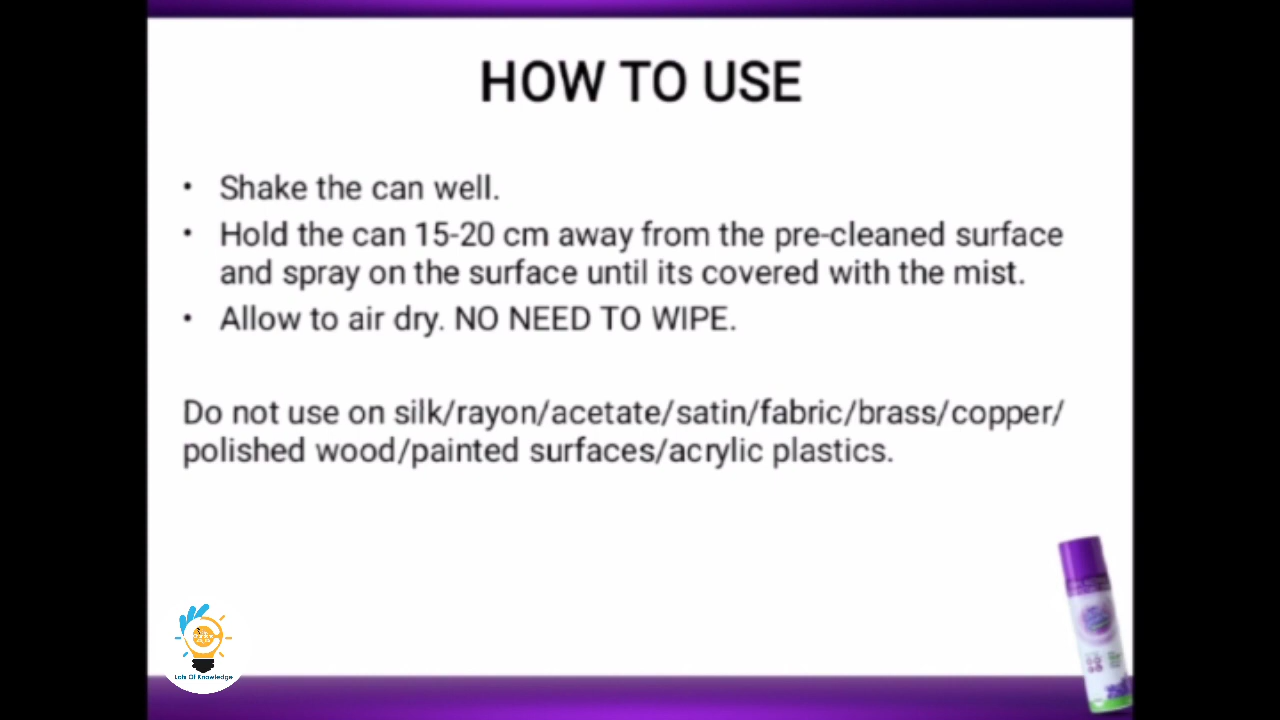 HOW TO USE
• Shake the can well.
• Hold the can 15-20 cm away from the pre-cleaned surface
and spray on the surface until its covered with the mist.
• Allow to air dry. NO NEED TO WIPE.
Do not use on silk/rayon/acetate/satin/fabric/brass/copper/
polished wood/painted surfaces/acrylic plastics.
Lots Of Knowledge